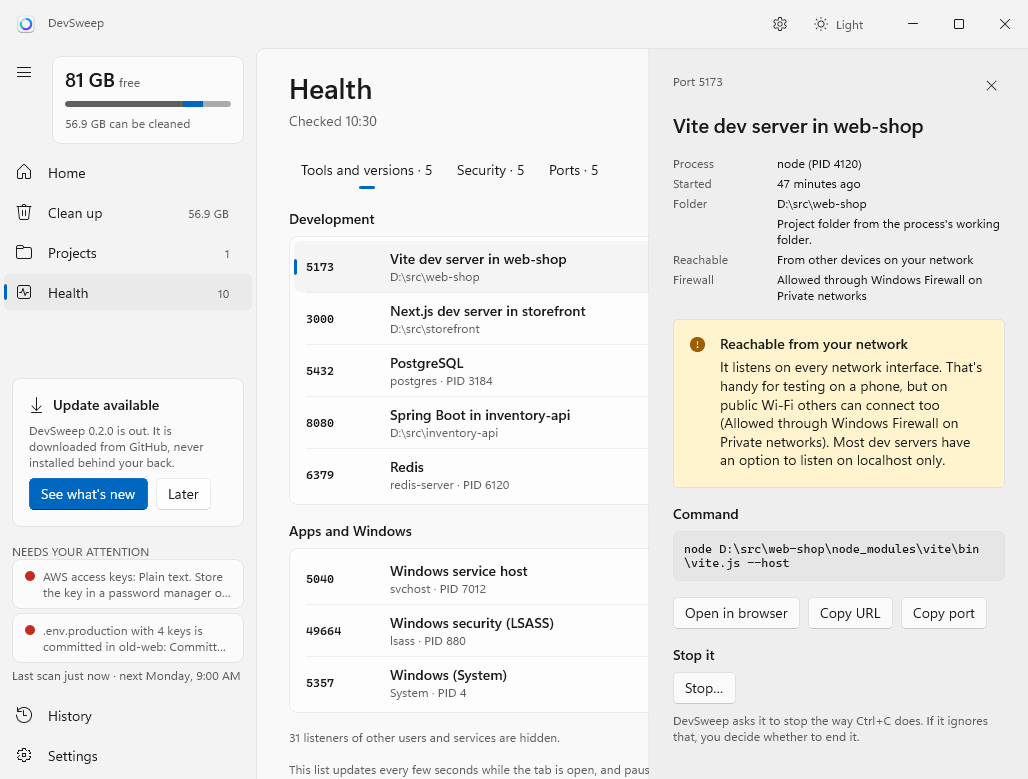 DevSweep
Light
81 GB free
56.9 GB can be cleaned
Home
Clean up 56.9 GB
Projects 1
Health 10
Update available
DevSweep 0.2.0 is out. It is
downloaded from GitHub, never
installed behind your back.
See what's new
Later
NEEDS YOUR ATTENTION
AWS access keys: Plain text. Store
the key in a password manager o...
.env.production with 4 keys is
committed in old-web: Committ...
Last scan just now · next Monday, 9:00 AM
History
Settings
Health
Checked 10:30
Tools and versions · 5 Security · 5 Ports · 5
Development
5173 Vite dev server in web-shop
D:\src\web-shop
3000 Next.js dev server in storefront
D:\src\storefront
5432 PostgreSQL
postgres · PID 3184
8080 Spring Boot in inventory-api
D:\src\inventory-api
6379 Redis
redis-server · PID 6120
Apps and Windows
5040 Windows service host
svchost · PID 7012
49664 Windows security (LSASS)
lsass · PID 880
5357 Windows (System)
System · PID 4
31 listeners of other users and services are hidden.
This list updates every few seconds while the tab is open, and paus
Port 5173
Vite dev server in web-shop
Process node (PID 4120)
Started 47 minutes ago
Folder D:\src\web-shop
Project folder from the process's working
folder.
Reachable From other devices on your network
Firewall Allowed through Windows Firewall on
Private networks
Reachable from your network
It listens on every network interface. That's
handy for testing on a phone, but on
public Wi-Fi others can connect too
(Allowed through Windows Firewall on
Private networks). Most dev servers have
an option to listen on localhost only.
Command
node D:\src\web-shop\node_modules\vite\bin
\vite.js --host
Open in browser
Copy URL
Copy port
Stop it
Stop...
DevSweep asks it to stop the way Ctrl+C does. If it ignores
that, you decide whether to end it.